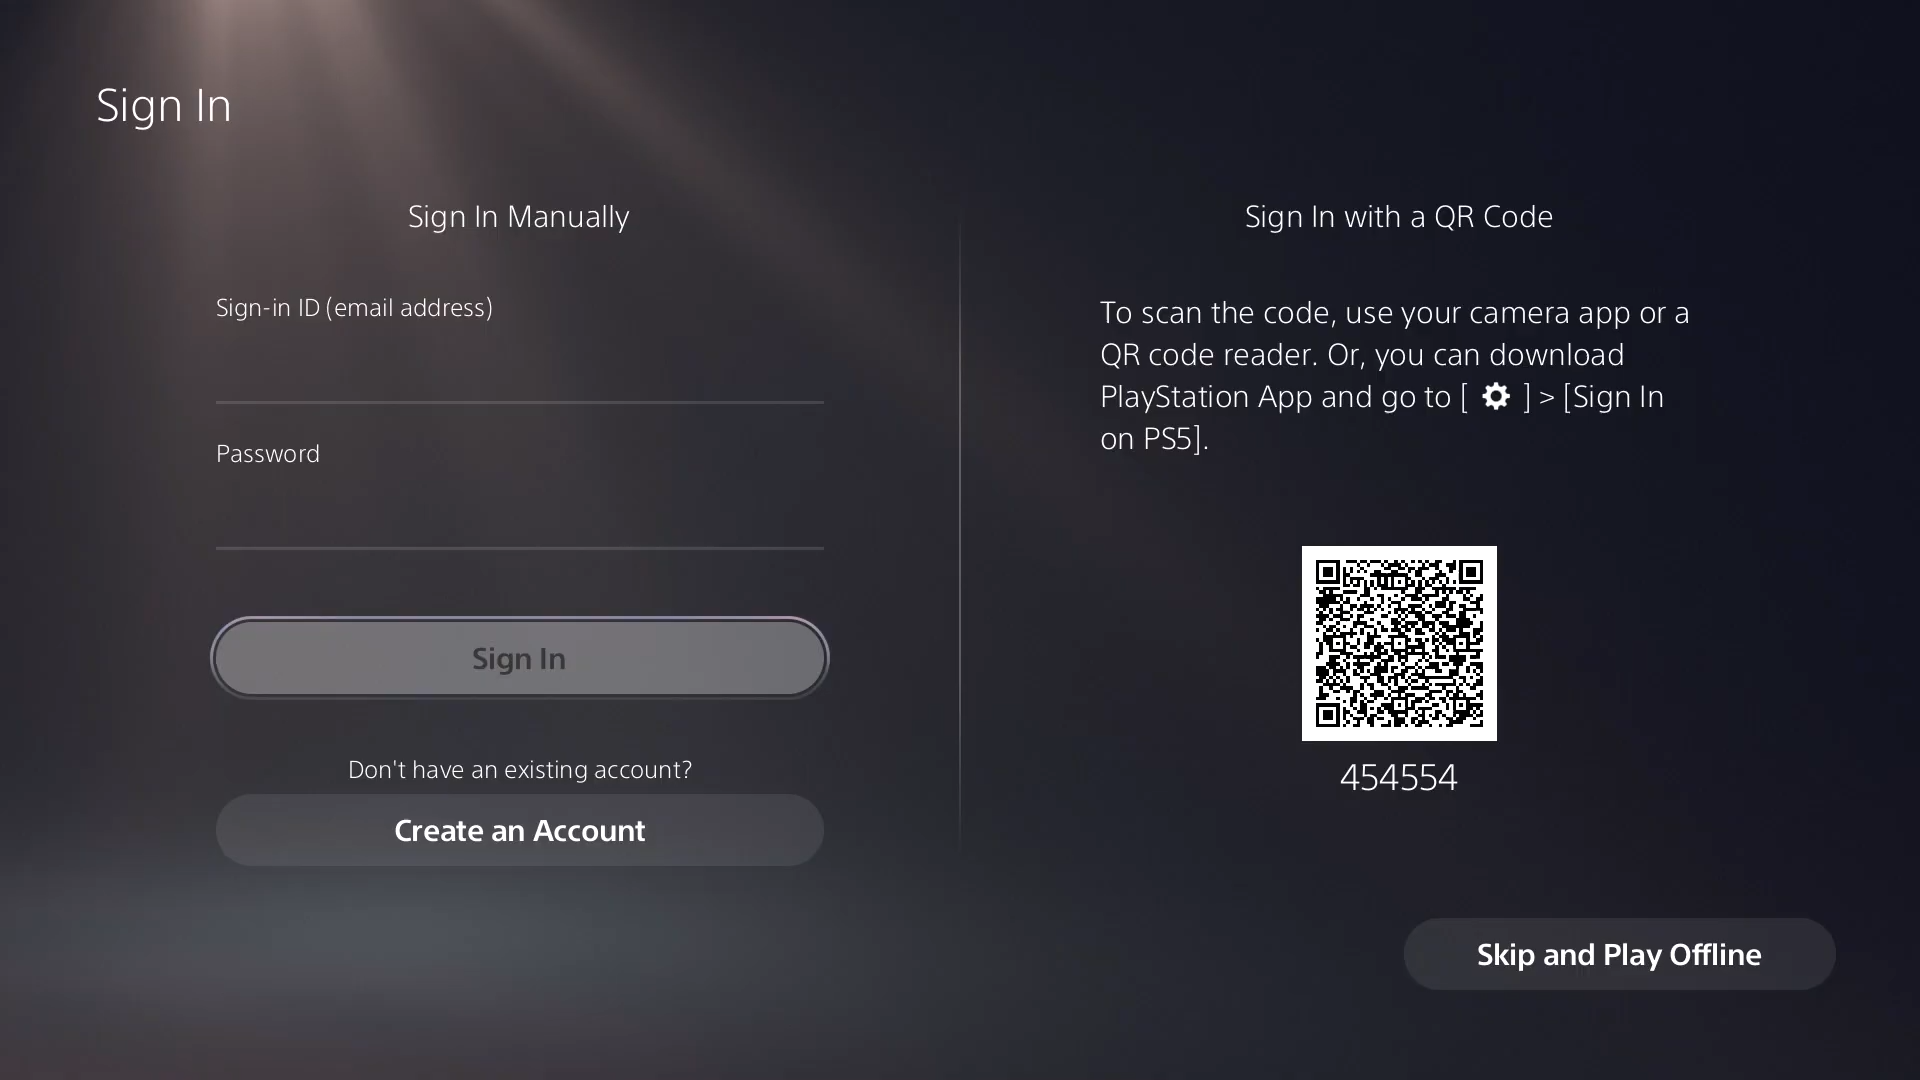 Sign In
Sign In Manually
Sign-in ID (email address)
Password
Sign In
Don't have an existing account?
Create an Account
Sign In with a QR Code
To scan the code, use your camera app or a
QR code reader. Or, you can download
PlayStation App and go to [ ⚙ ] > [Sign In
on PS5].
454554
Skip and Play Offline